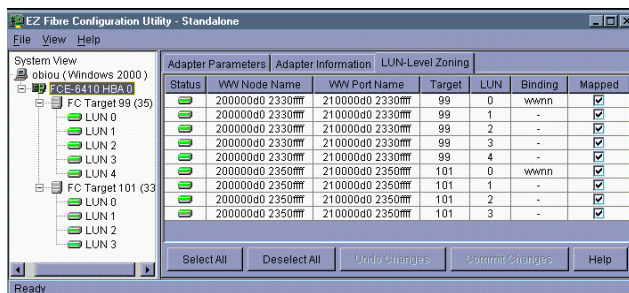 EZ Fibre Configuration Utility - Standalone
File View Help
System View
obiou (Windows 2000)
FCE-6410 HBA 0
FC Target 99 (35)
LUN 0
LUN 1
LUN 2
LUN 3
LUN 4
FC Target 101 (33
LUN 0
LUN 1
LUN 2
LUN 3
Adapter Parameters Adapter Information LUN-Level Zoning
Status WW Node Name WW Port Name Target LUN Binding Mapped
200000d0 2330ffff 210000d0 2330ffff 99 0 wwnn
200000d0 2330ffff 210000d0 2330ffff 99 1 -
200000d0 2330ffff 210000d0 2330ffff 99 2 -
200000d0 2330ffff 210000d0 2330ffff 99 3 -
200000d0 2330ffff 210000d0 2330ffff 99 4 -
200000d0 2350ffff 210000d0 2350ffff 101 0 wwnn
200000d0 2350ffff 210000d0 2350ffff 101 1 -
200000d0 2350ffff 210000d0 2350ffff 101 2 -
200000d0 2350ffff 210000d0 2350ffff 101 3 -
Select All Deselect All Undo Changes Commit Changes Help
Ready